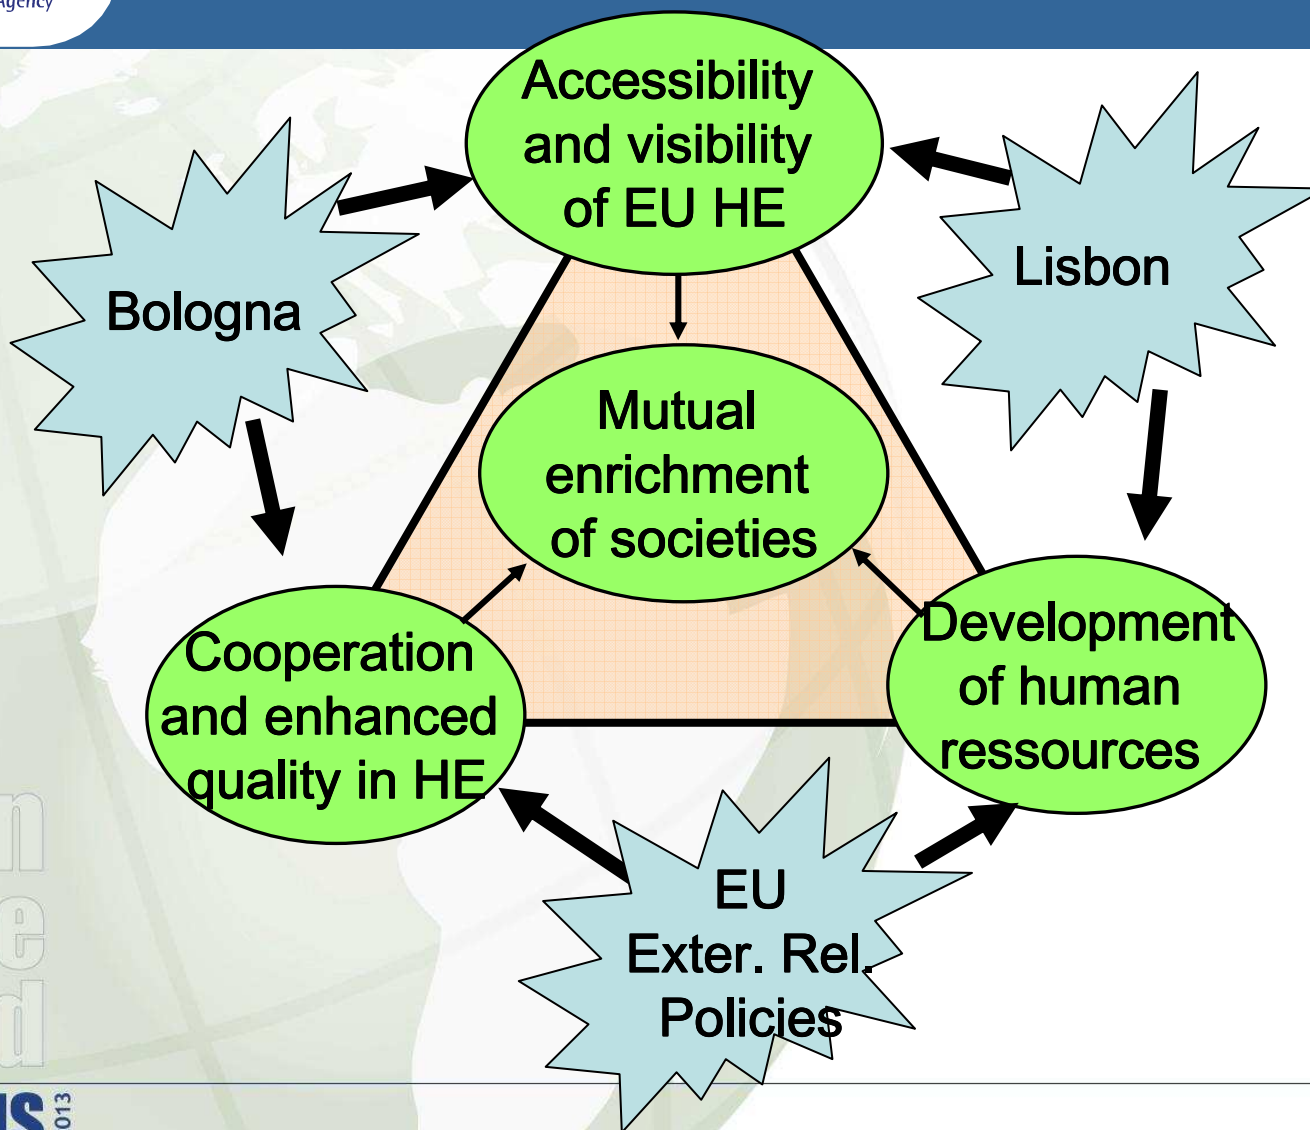 Agency
Accessibility
and visibility
of EU HE
Bologna
Lisbon
Mutual
enrichment
of societies
Cooperation
and enhanced
quality in HE
Development
of human
ressources
EU
Exter. Rel.
Policies